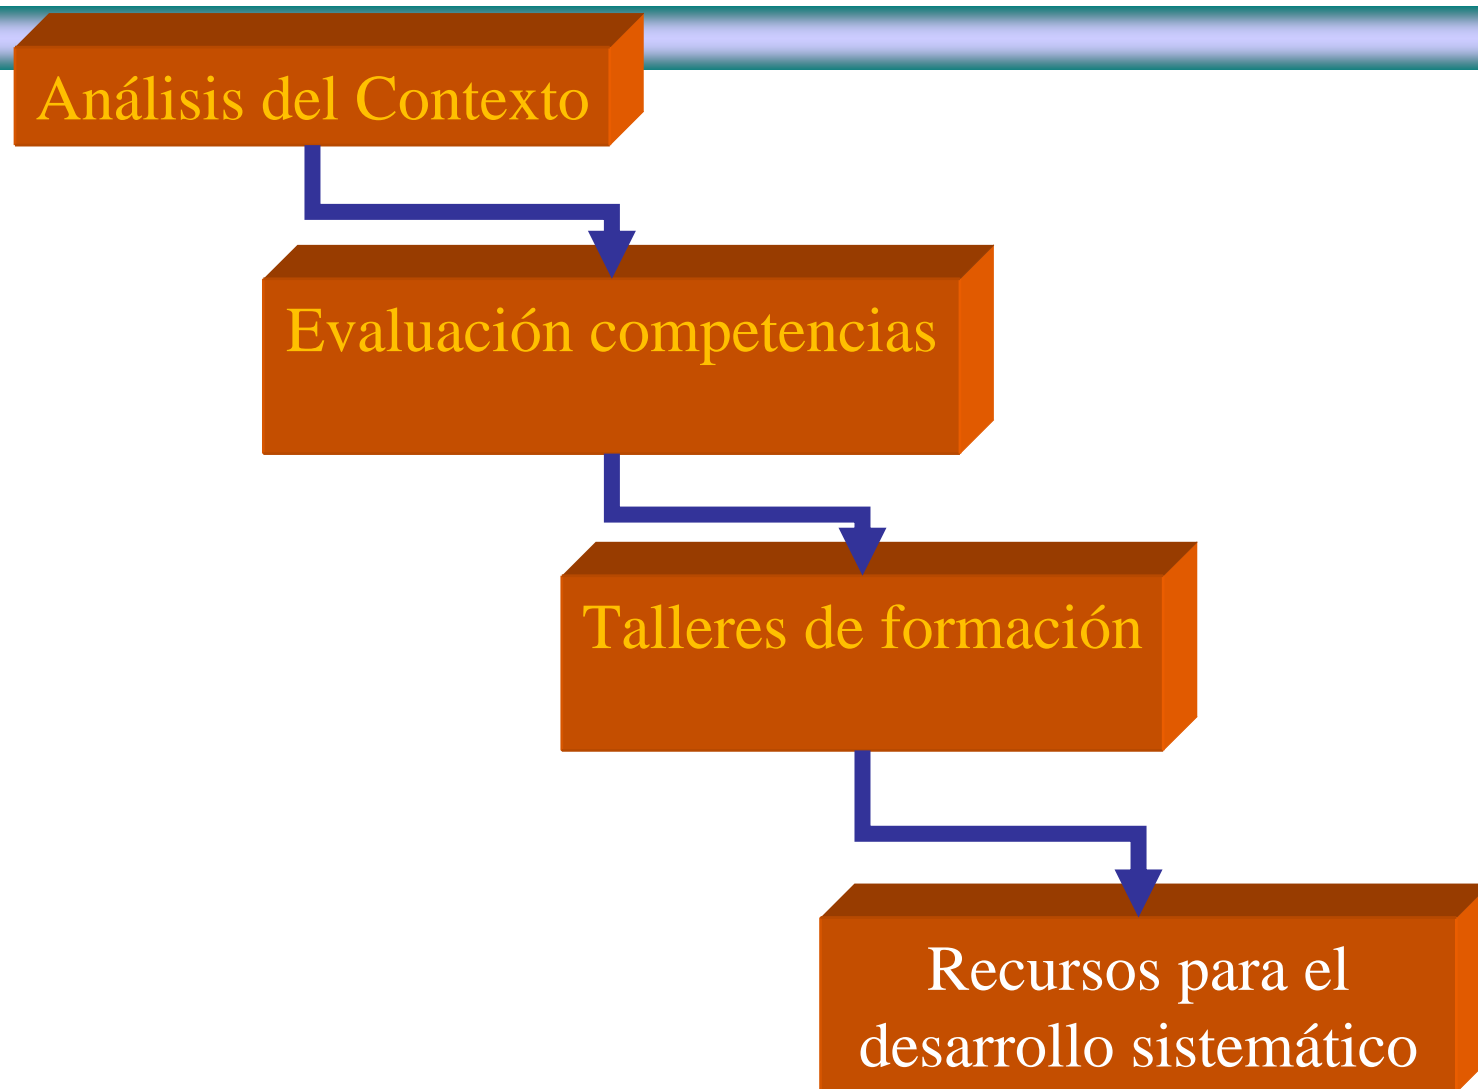 Análisis del Contexto
Evaluación competencias
Talleres de formación
Recursos para el
desarrollo sistemático